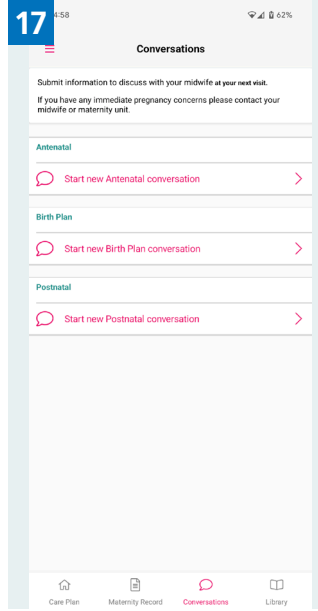 17
4:58
62%
Conversations
Submit information to discuss with your midwife at your next visit.
If you have any immediate pregnancy concerns please contact your
midwife or maternity unit.
Antenatal
Start new Antenatal conversation
Birth Plan
Start new Birth Plan conversation
Postnatal
Start new Postnatal conversation
Care Plan Maternity Record Conversations Library